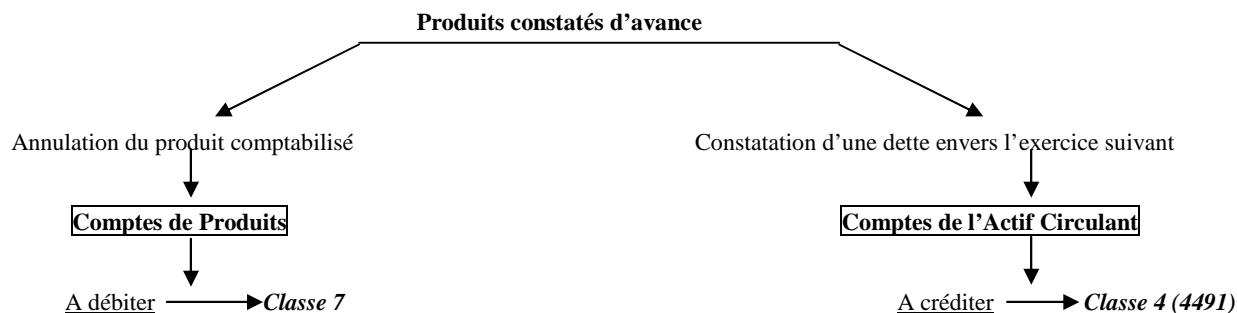 Produits constatés d'avance
Annulation du produit comptabilisé
Constatation d'une dette envers l'exercice suivant
Comptes de Produits
Comptes de l'Actif Circulant
A débiter Classe 7
A créditer Classe 4 (4491)